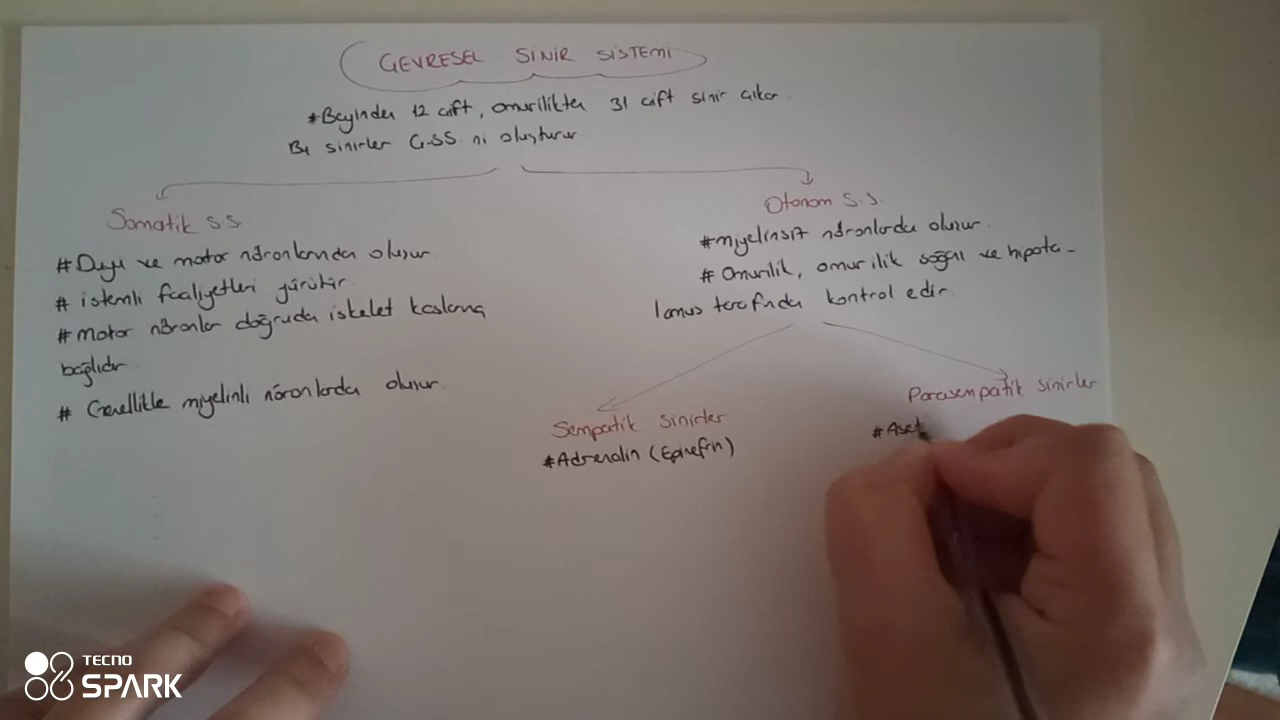 ÇEVRESEL SİNİR SİSTEMİ
*Beyinden 12 çift, omurilikten 31 çift sinir çıkar.
Bu sinirler Ç.S.S. ni oluşturur
Somatik S.S.
# Duyu ve motor nöronlarından oluşur
# istemli faaliyetleri yürütür
# motor nöronlar doğrudan iskelet kaslarına
bağlıdır
# Genellikle miyelinli nöronlardan oluşur.
Otonom S.S.
#miyelinsiz nöronlardan oluşur.
# Omurilik, omurilik soğanı ve hipota-
lamus tarafından kontrol edilir.
Sempatik sinirler
*Adrenalin (Epinefrin)
Parasempatik sinirler
#Aset
TECNO
SPARK